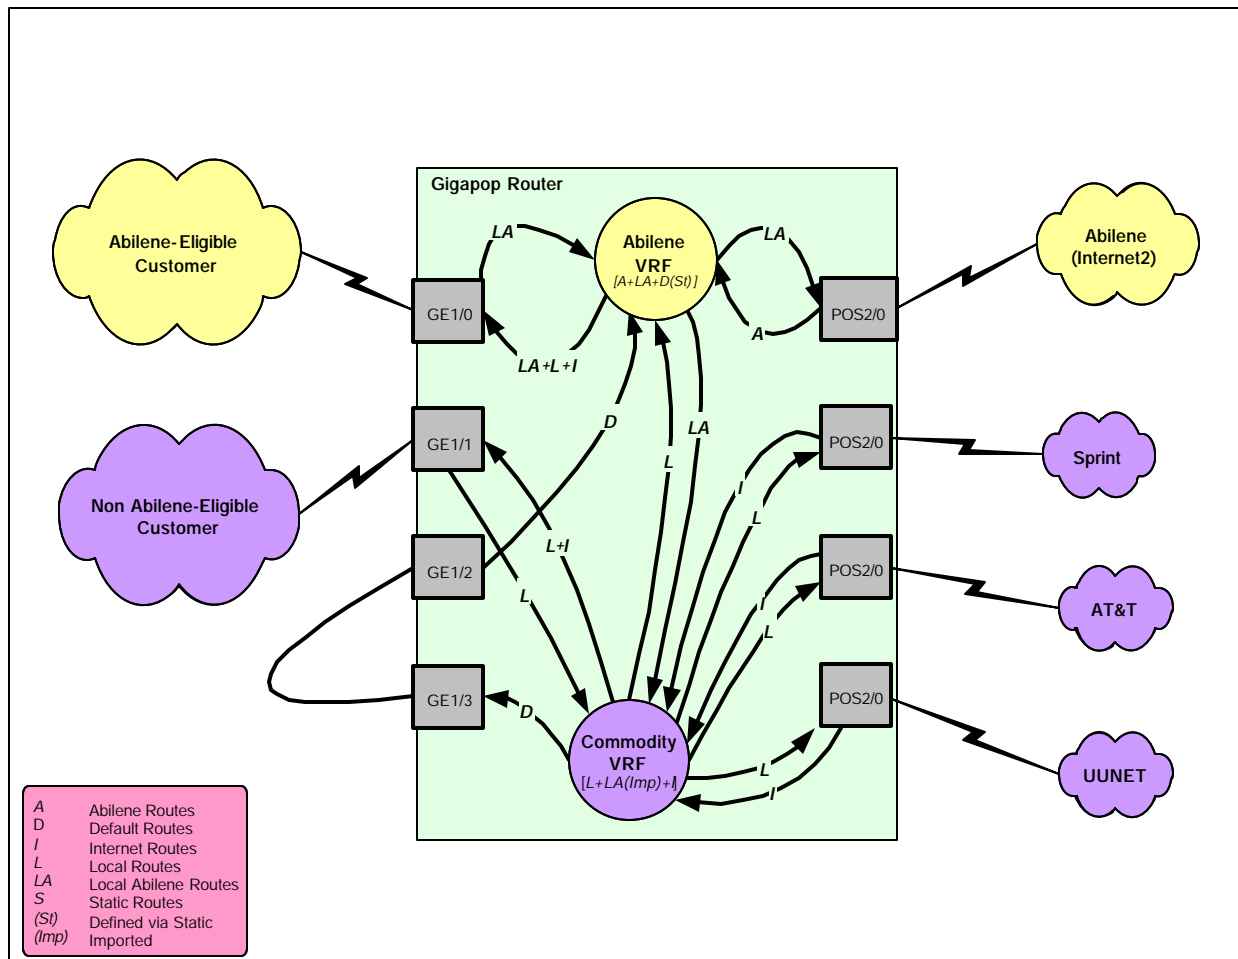 Gigapop Router
Abilene-Eligible
Customer
LA
Abilene
VRF
[A+LA+D(St)]
LA
Abilene
(Internet2)
GE1/0
POS2/0
A
LA+L+I
D
LA
GE1/1
POS2/0
Sprint
L
I
L
Non Abilene-Eligible
Customer
L+I
GE1/2
POS2/0
L
I
L
AT&T
GE1/3
POS2/0
D
Commodity
VRF
[L+LA(Imp)+I]
L
I
UUNET
A Abilene Routes
D Default Routes
I Internet Routes
L Local Routes
LA Local Abilene Routes
S Static Routes
(St) Defined via Static
(Imp) Imported